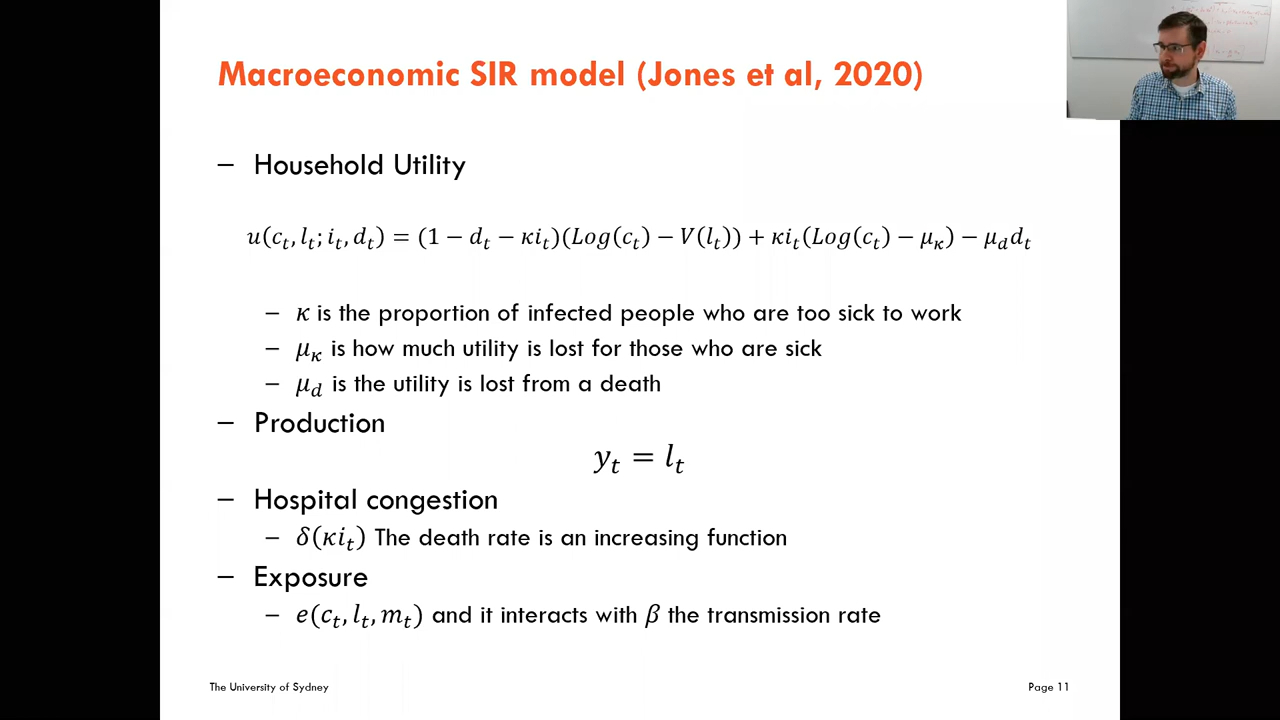 Macroeconomic SIR model (Jones et al, 2020)
– Household Utility
u(c_t, l_t; i_t, d_t) = (1 − d_t − κi_t)(Log(c_t) − V(l_t)) + κi_t(Log(c_t) − μ_κ) − μ_d d_t
– κ is the proportion of infected people who are too sick to work
– μ_κ is how much utility is lost for those who are sick
– μ_d is the utility is lost from a death
– Production
y_t = l_t
– Hospital congestion
– δ(κi_t) The death rate is an increasing function
– Exposure
– e(c_t, l_t, m_t) and it interacts with β the transmission rate
The University of Sydney
Page 11